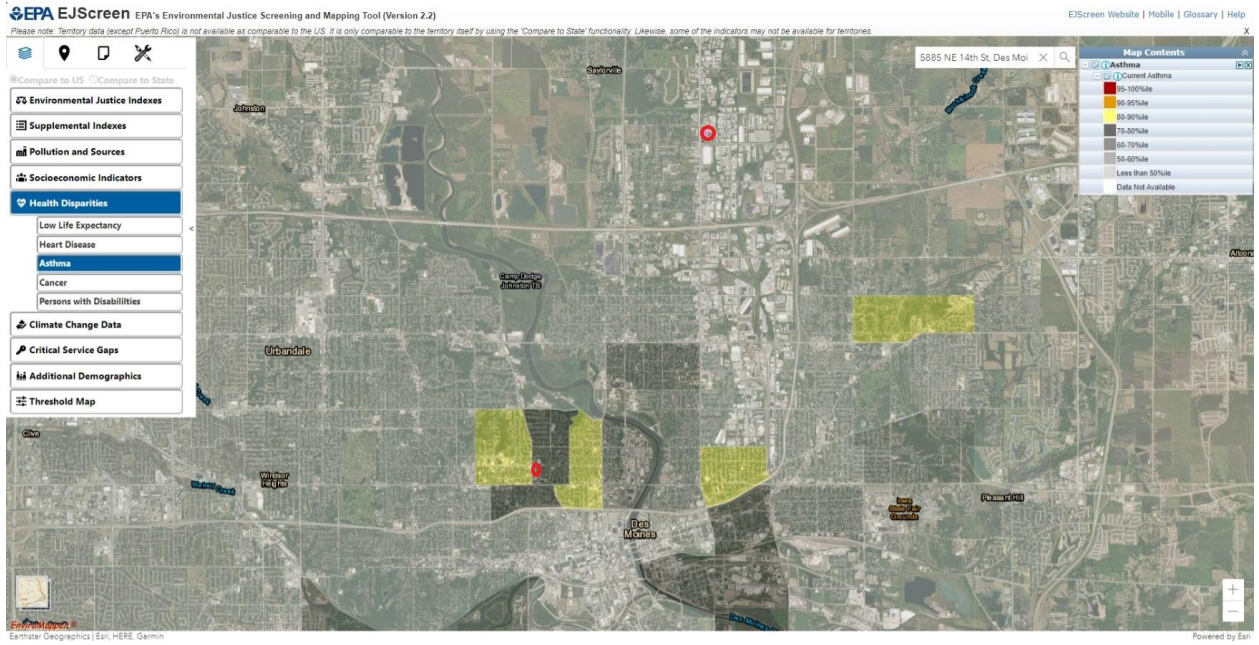 EPA EJScreen EPA's Environmental Justice Screening and Mapping Tool (Version 2.2)
EJScreen Website | Mobile | Glossary | Help
Please note: Territory data (except Puerto Rico) is not available as comparable to the US. It is only comparable to the territory itself by using the 'Compare to State' functionality. Likewise, some of the indicators may not be available for territories.
X
Compare to US Compare to State
Environmental Justice Indexes
Supplemental Indexes
Pollution and Sources
Socioeconomic Indicators
Health Disparities
Low Life Expectancy
Heart Disease
Asthma
Cancer
Persons with Disabililties
Climate Change Data
Critical Service Gaps
Additional Demographics
Threshold Map
<
5885 NE 14th St, Des Moi
Map Contents
Asthma
Current Asthma
95-100%ile
90-95%ile
80-90%ile
70-80%ile
60-70%ile
50-60%ile
Less than 50%ile
Data Not Available
Saylorville
Johnston
Camp Dodge
Johnston TS
Urbandale
Clive
Windsor
Heights
Walnut Creek
Des
Moines
Iowa
State Fair
Grounds
Pleasant Hill
Altoona
Des Moines
EnviroMapper ®
Earthstar Geographics | Esri, HERE, Garmin
Powered by Esri